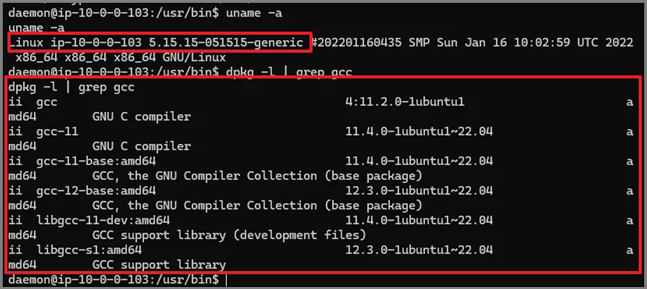 daemon@ip-10-0-0-103:/usr/bin$ uname -a
uname -a
Linux ip-10-0-0-103 5.15.15-051515-generic #202201160435 SMP Sun Jan 16 10:02:59 UTC 2022
x86_64 x86_64 x86_64 GNU/Linux
daemon@ip-10-0-0-103:/usr/bin$ dpkg -l | grep gcc
dpkg -l | grep gcc
ii  gcc                                    4:11.2.0-1ubuntu1                       a
md64        GNU C compiler
ii  gcc-11                                 11.4.0-1ubuntu1~22.04                   a
md64        GNU C compiler
ii  gcc-11-base:amd64                      11.4.0-1ubuntu1~22.04                   a
md64        GCC, the GNU Compiler Collection (base package)
ii  gcc-12-base:amd64                      12.3.0-1ubuntu1~22.04                   a
md64        GCC, the GNU Compiler Collection (base package)
ii  libgcc-11-dev:amd64                    11.4.0-1ubuntu1~22.04                   a
md64        GCC support library (development files)
ii  libgcc-s1:amd64                        12.3.0-1ubuntu1~22.04                   a
md64        GCC support library
daemon@ip-10-0-0-103:/usr/bin$